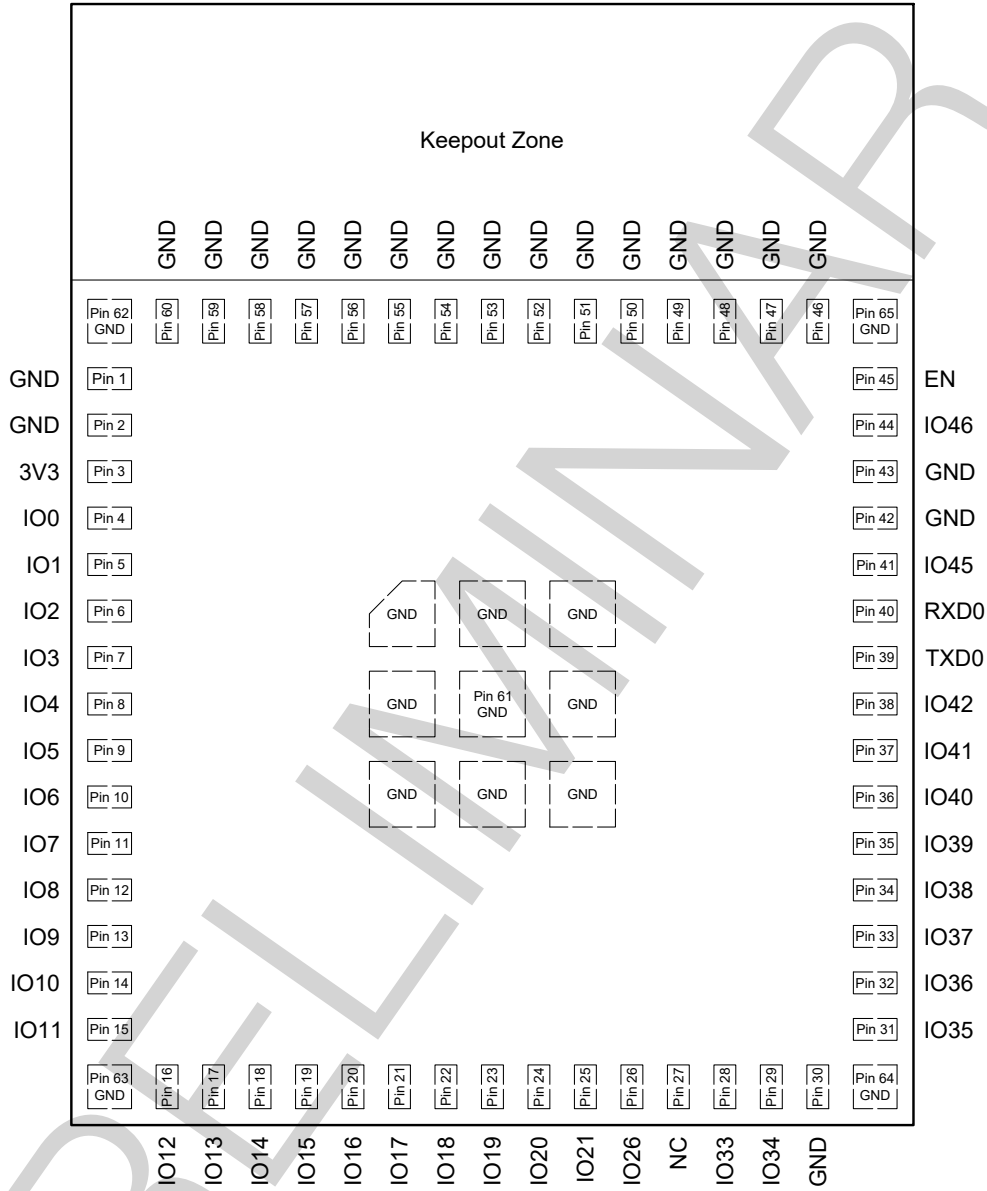 Keepout Zone
GND GND GND GND GND GND GND GND GND GND GND GND GND GND GND
Pin 62 GND Pin 60 Pin 59 Pin 58 Pin 57 Pin 56 Pin 55 Pin 54 Pin 53 Pin 52 Pin 51 Pin 50 Pin 49 Pin 48 Pin 47 Pin 46 Pin 65 GND
GND Pin 1 Pin 45 EN
GND Pin 2 Pin 44 IO46
3V3 Pin 3 Pin 43 GND
IO0 Pin 4 Pin 42 GND
IO1 Pin 5 Pin 41 IO45
IO2 Pin 6 GND GND GND Pin 40 RXD0
IO3 Pin 7 Pin 39 TXD0
IO4 Pin 8 GND Pin 61 GND GND Pin 38 IO42
IO5 Pin 9 Pin 37 IO41
IO6 Pin 10 GND GND GND Pin 36 IO40
IO7 Pin 11 Pin 35 IO39
IO8 Pin 12 Pin 34 IO38
IO9 Pin 13 Pin 33 IO37
IO10 Pin 14 Pin 32 IO36
IO11 Pin 15 Pin 31 IO35
Pin 63 GND Pin 16 Pin 17 Pin 18 Pin 19 Pin 20 Pin 21 Pin 22 Pin 23 Pin 24 Pin 25 Pin 26 Pin 27 Pin 28 Pin 29 Pin 30 Pin 64 GND
IO12 IO13 IO14 IO15 IO16 IO17 IO18 IO19 IO20 IO21 IO26 NC IO33 IO34 GND